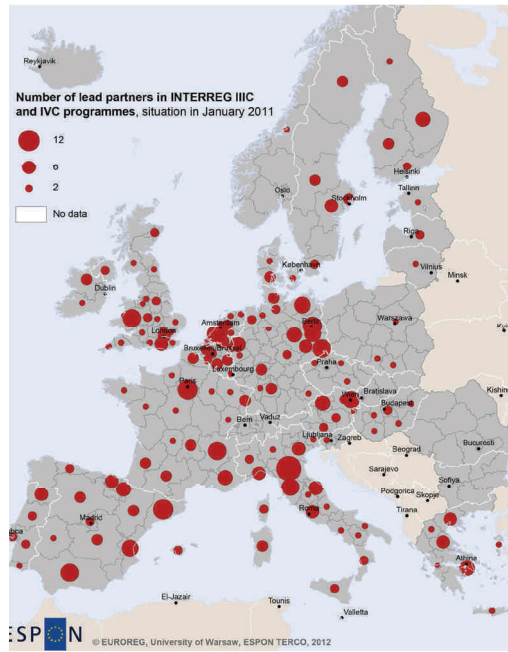 Reykjavik
Number of lead partners in INTERREG IIIC
and IVC programmes, situation in January 2011
12
6
2
No data
Helsinki
Oslo
Tallinn
Stockholm
Riga
København
Vilnius
Minsk
Dublin
Amsterdam
Berlin
Warszawa
London
Bruxelles/Brussel
Praha
Luxembourg
Paris
Wien
Bratislava
Budapest
Kishinev
Bern
Vaduz
Ljubljana
Zagreb
Bucuresti
Beograd
Sarajevo
Sofiya
Podgorica
Skopje
Roma
Tirana
Madrid
Athina
El-Jazair
Tounis
Valletta
ESPON
© EUROREG, University of Warsaw, ESPON TERCO, 2012